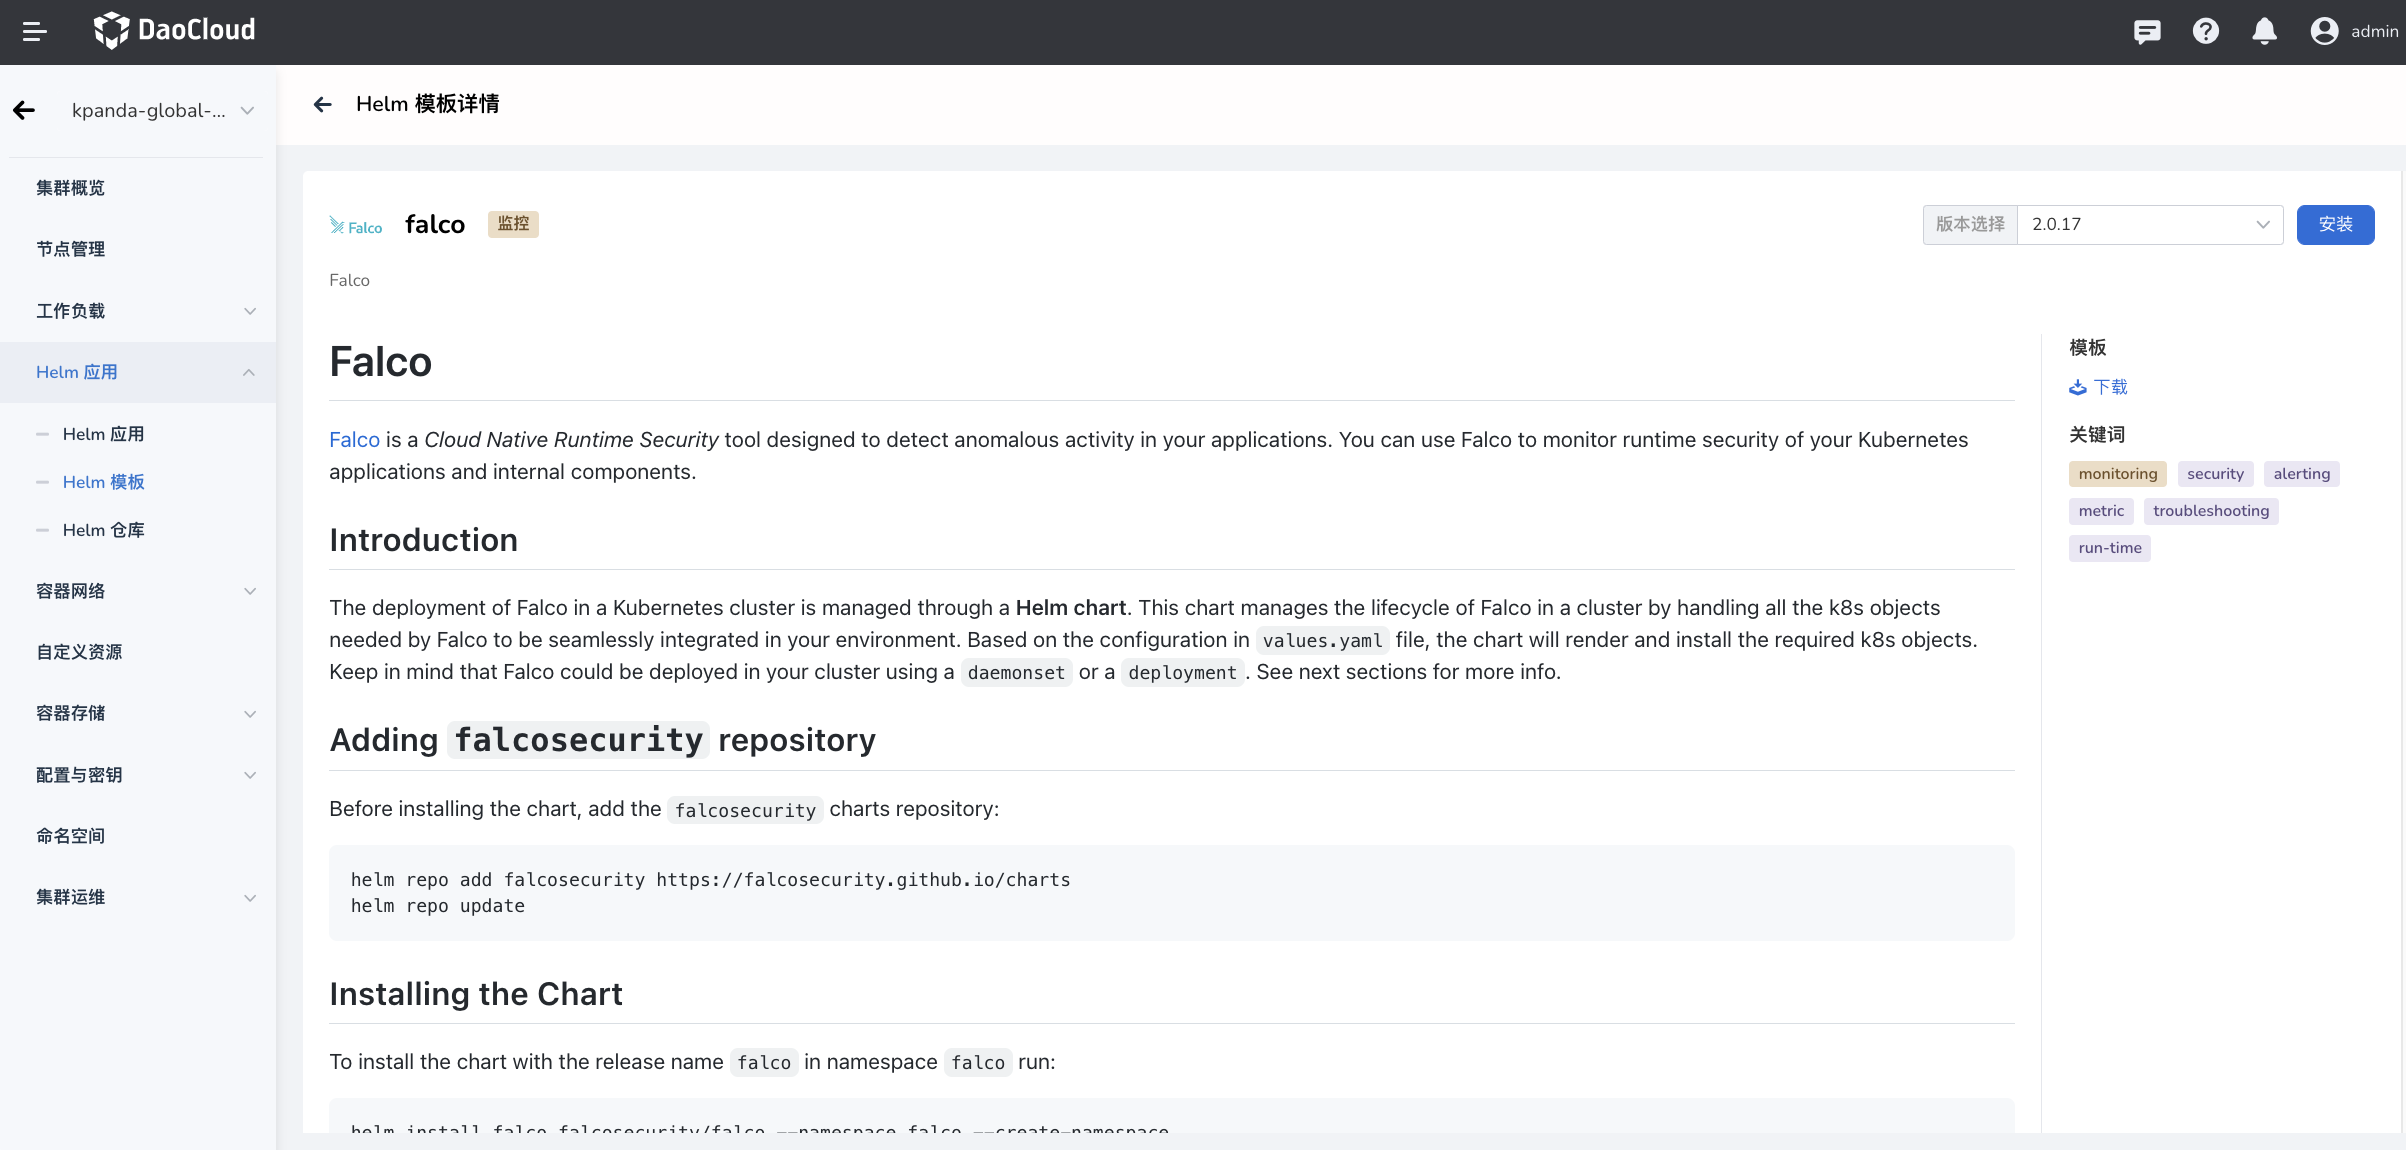 DaoCloud
admin
kpanda-global-...
集群概览
节点管理
工作负载
Helm 应用
Helm 应用
Helm 模板
Helm 仓库
容器网络
自定义资源
容器存储
配置与密钥
命名空间
集群运维
Helm 模板详情
Falco
falco
监控
版本选择
2.0.17
安装
Falco
Falco
Falco is a Cloud Native Runtime Security tool designed to detect anomalous activity in your applications. You can use Falco to monitor runtime security of your Kubernetes
applications and internal components.
Introduction
The deployment of Falco in a Kubernetes cluster is managed through a Helm chart. This chart manages the lifecycle of Falco in a cluster by handling all the k8s objects
needed by Falco to be seamlessly integrated in your environment. Based on the configuration in values.yaml file, the chart will render and install the required k8s objects.
Keep in mind that Falco could be deployed in your cluster using a daemonset or a deployment. See next sections for more info.
Adding falcosecurity repository
Before installing the chart, add the falcosecurity charts repository:
helm repo add falcosecurity https://falcosecurity.github.io/charts
helm repo update
Installing the Chart
To install the chart with the release name falco in namespace falco run:
helm install falco falcosecurity/falco --namespace falco --create-namespace
模板
下载
关键词
monitoring security alerting
metric troubleshooting
run-time